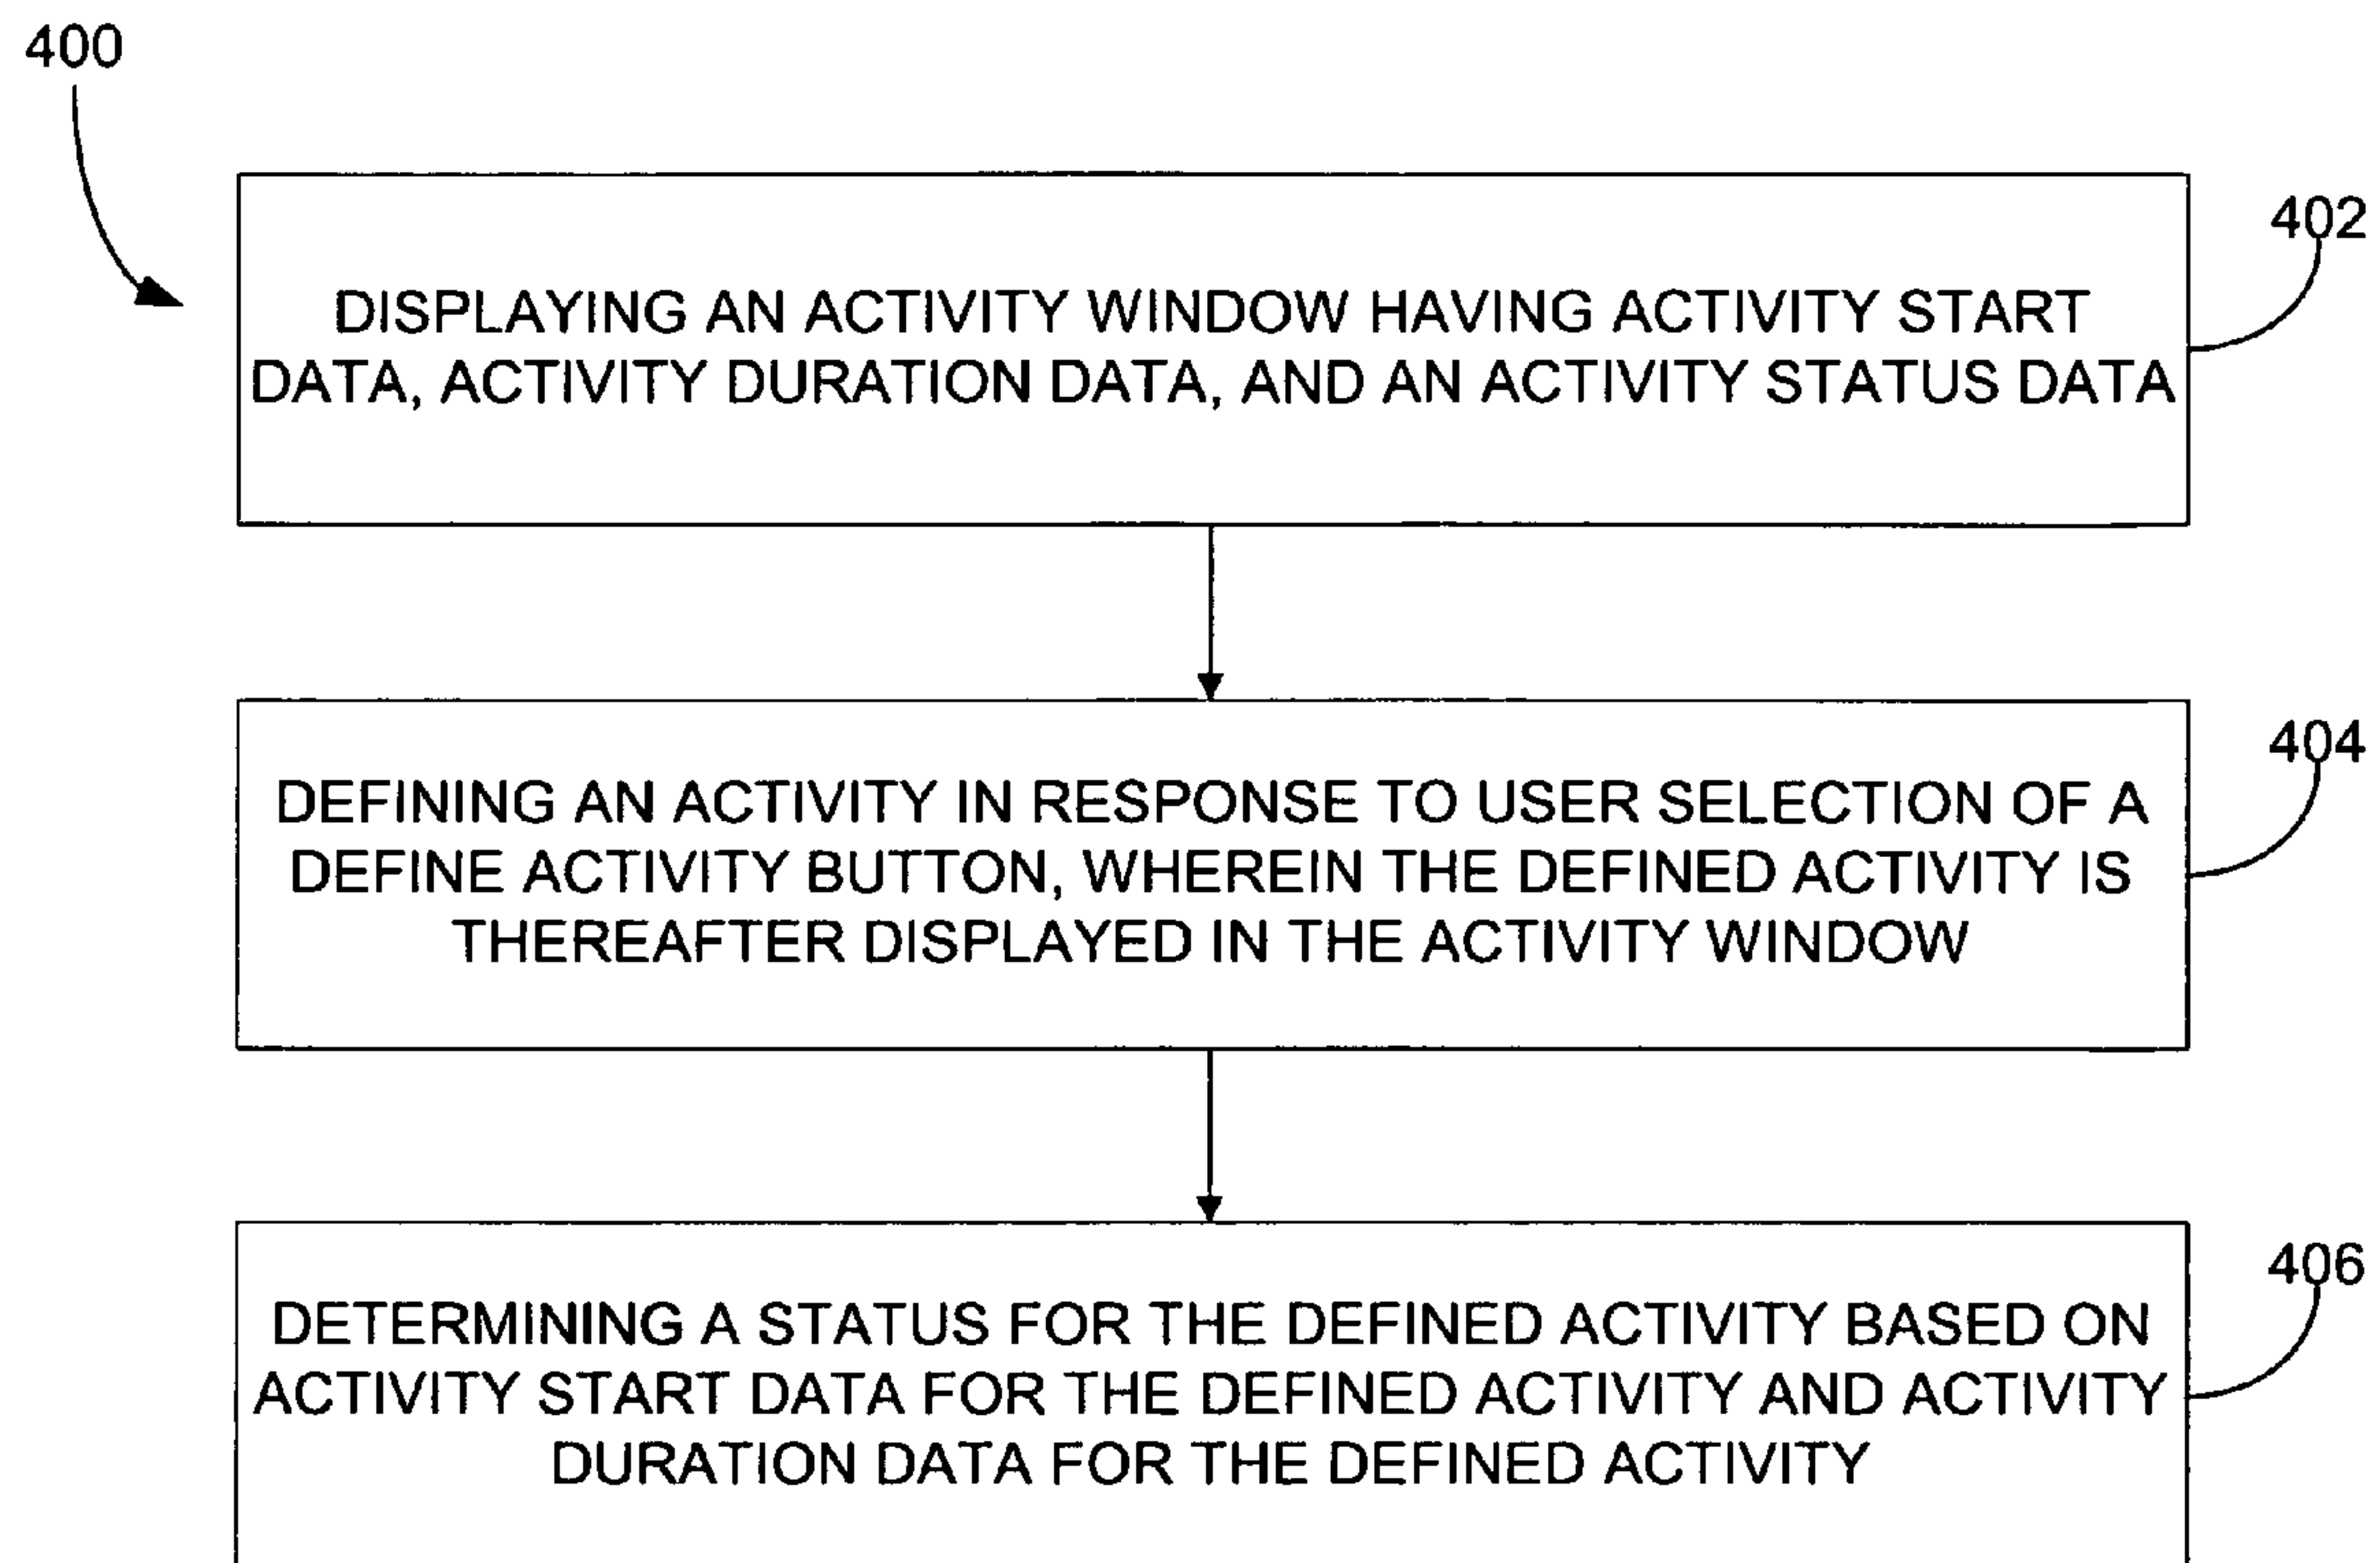 400
402
DISPLAYING AN ACTIVITY WINDOW HAVING ACTIVITY START
DATA, ACTIVITY DURATION DATA, AND AN ACTIVITY STATUS DATA
404
DEFINING AN ACTIVITY IN RESPONSE TO USER SELECTION OF A
DEFINE ACTIVITY BUTTON, WHEREIN THE DEFINED ACTIVITY IS
THEREAFTER DISPLAYED IN THE ACTIVITY WINDOW
406
DETERMINING A STATUS FOR THE DEFINED ACTIVITY BASED ON
ACTIVITY START DATA FOR THE DEFINED ACTIVITY AND ACTIVITY
DURATION DATA FOR THE DEFINED ACTIVITY